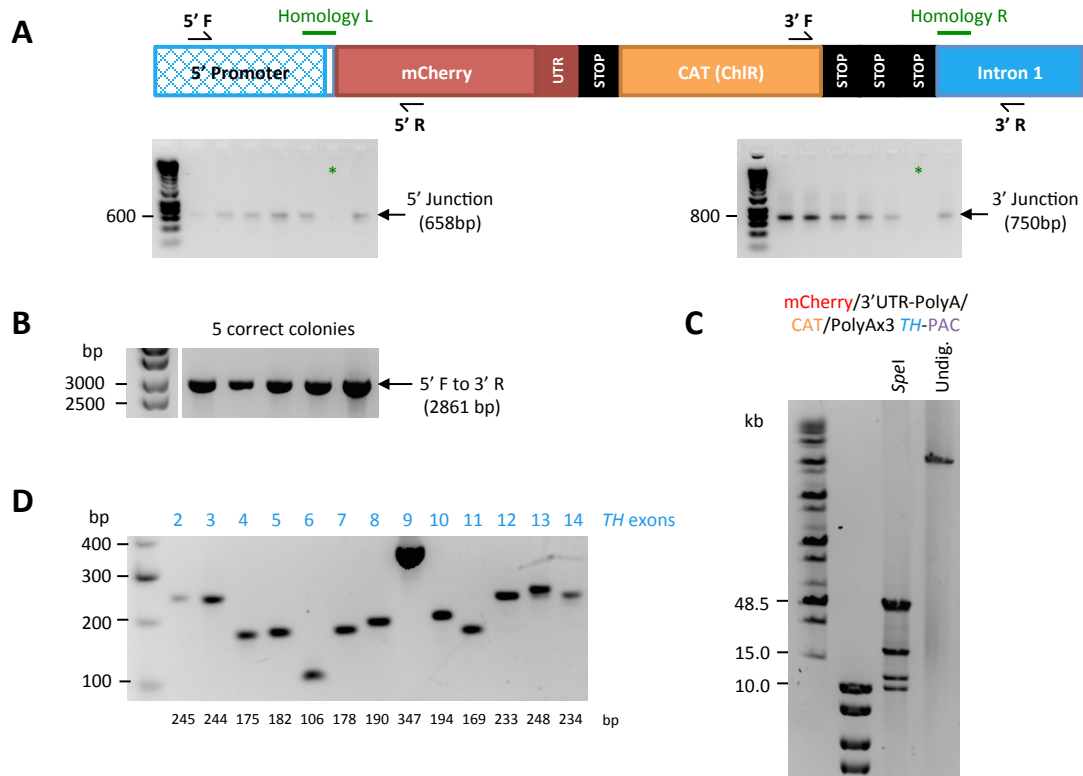 A
5' F
Homology L
3' F
Homology R
5' Promoter
mCherry
UTR
STOP
CAT (ChlR)
STOP
STOP
STOP
Intron 1
5' R
3' R
*
600
5' Junction
(658bp)
*
800
3' Junction
(750bp)
B
5 correct colonies
bp
3000
2500
5' F to 3' R
(2861 bp)
C
mCherry/3'UTR-PolyA/
CAT/PolyAx3 TH-PAC
SpeI
Undig.
kb
48.5
15.0
10.0
D
bp
2 3 4 5 6 7 8 9 10 11 12 13 14 TH exons
400
300
200
100
245 244 175 182 106 178 190 347 194 169 233 248 234 bp